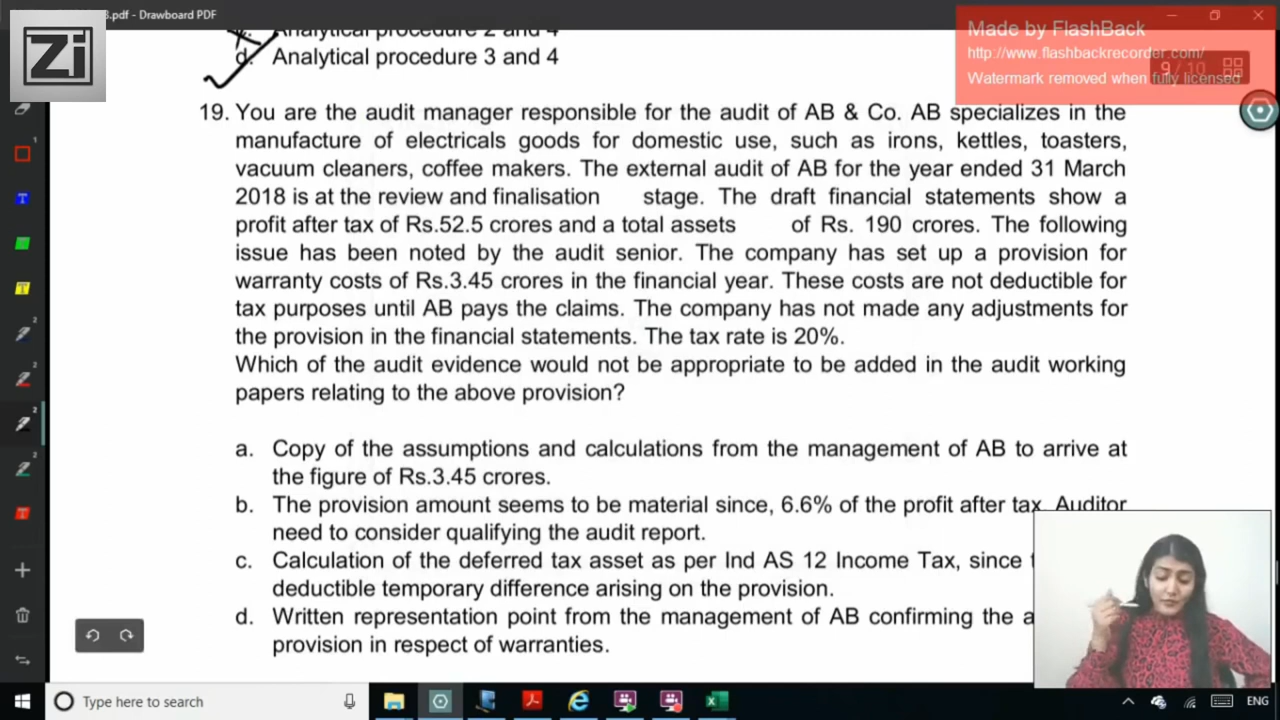 .pdf - Drawboard PDF
Made by FlashBack
http://www.flashbackrecorder.com/
Watermark removed when fully licensed
9 / 10
Zi
Analytical procedure 2 and 4
d. Analytical procedure 3 and 4
19. You are the audit manager responsible for the audit of AB & Co. AB specializes in the
manufacture of electricals goods for domestic use, such as irons, kettles, toasters,
vacuum cleaners, coffee makers. The external audit of AB for the year ended 31 March
2018 is at the review and finalisation stage. The draft financial statements show a
profit after tax of Rs.52.5 crores and a total assets of Rs. 190 crores. The following
issue has been noted by the audit senior. The company has set up a provision for
warranty costs of Rs.3.45 crores in the financial year. These costs are not deductible for
tax purposes until AB pays the claims. The company has not made any adjustments for
the provision in the financial statements. The tax rate is 20%.
Which of the audit evidence would not be appropriate to be added in the audit working
papers relating to the above provision?
a. Copy of the assumptions and calculations from the management of AB to arrive at
the figure of Rs.3.45 crores.
b. The provision amount seems to be material since, 6.6% of the profit after tax. Auditor
need to consider qualifying the audit report.
c. Calculation of the deferred tax asset as per Ind AS 12 Income Tax, since
deductible temporary difference arising on the provision.
d. Written representation point from the management of AB confirming the
provision in respect of warranties.
Type here to search
ENG